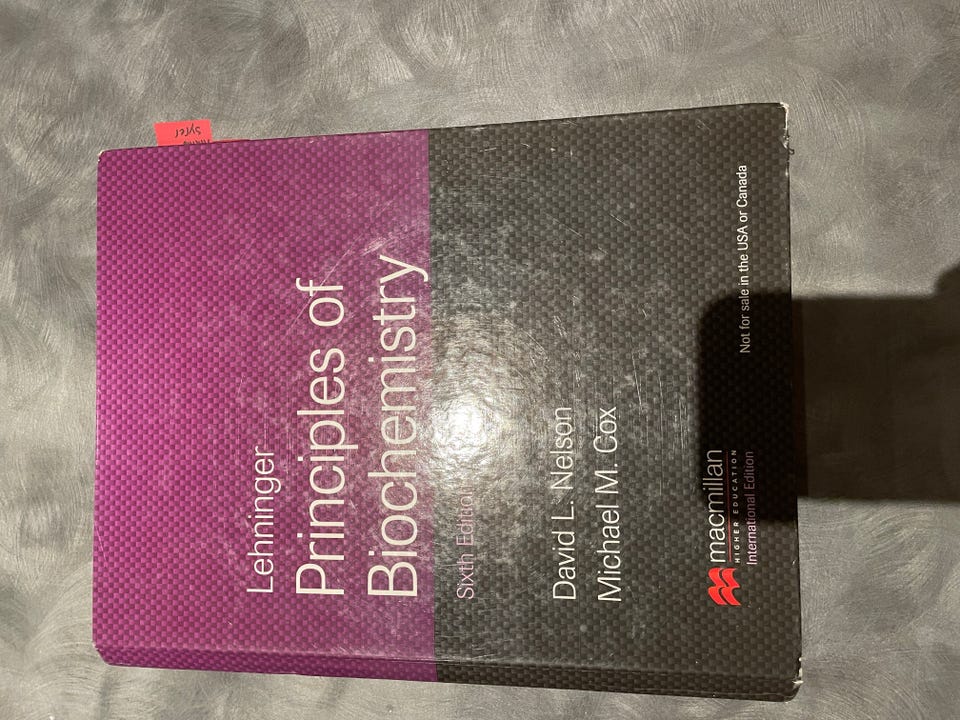 Lehninger
Principles of
Biochemistry
Sixth Edition
David L. Nelson
Michael M. Cox
macmillan
HIGHER EDUCATION
International Edition
Not for sale in the USA or Canada